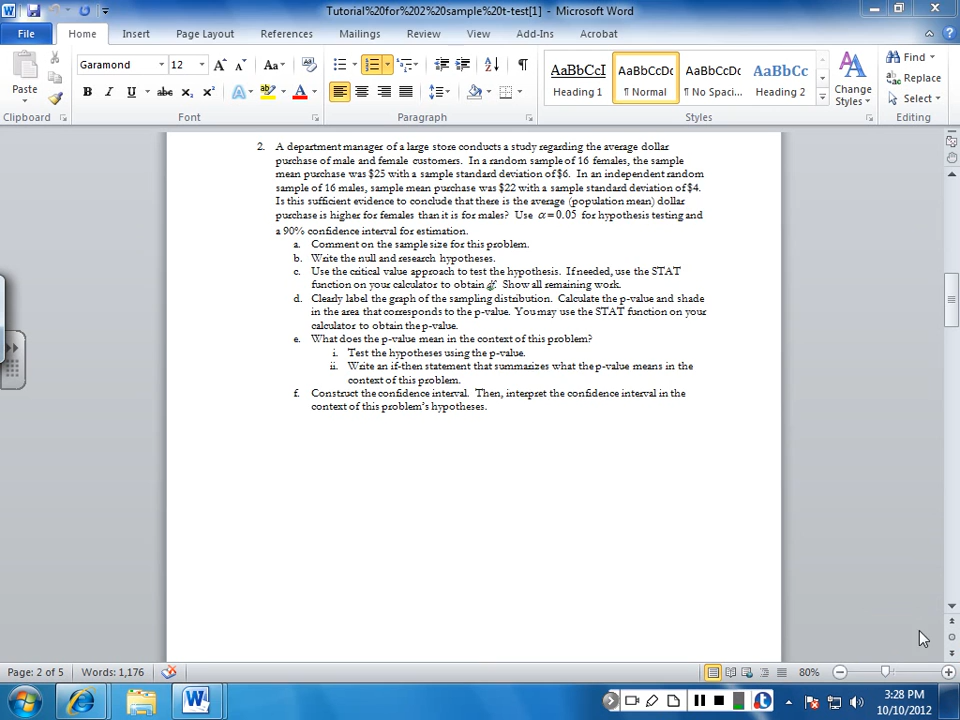 Tutorial%20for%202%20sample%20t-test[1] - Microsoft Word
File Home Insert Page Layout References Mailings Review View Add-Ins Acrobat
Paste
Clipboard
Garamond 12
Font
Paragraph
AaBbCcI AaBbCcDc AaBbCcDc AaBbCc
Heading 1 ¶ Normal ¶ No Spaci... Heading 2
Change Styles
Styles
Find
Replace
Select
Editing
2. A department manager of a large store conducts a study regarding the average dollar
purchase of male and female customers. In a random sample of 16 females, the sample
mean purchase was $25 with a sample standard deviation of $6. In an independent random
sample of 16 males, sample mean purchase was $22 with a sample standard deviation of $4.
Is this sufficient evidence to conclude that there is the average (population mean) dollar
purchase is higher for females than it is for males? Use α = 0.05 for hypothesis testing and
a 90% confidence interval for estimation.
a. Comment on the sample size for this problem.
b. Write the null and research hypotheses.
c. Use the critical value approach to test the hypothesis. If needed, use the STAT
function on your calculator to obtain df. Show all remaining work.
d. Clearly label the graph of the sampling distribution. Calculate the p-value and shade
in the area that corresponds to the p-value. You may use the STAT function on your
calculator to obtain the p-value.
e. What does the p-value mean in the context of this problem?
i. Test the hypotheses using the p-value.
ii. Write an if-then statement that summarizes what the p-value means in the
context of this problem.
f. Construct the confidence interval. Then, interpret the confidence interval in the
context of this problem's hypotheses.
Page: 2 of 5 Words: 1,176 80%
3:28 PM
10/10/2012